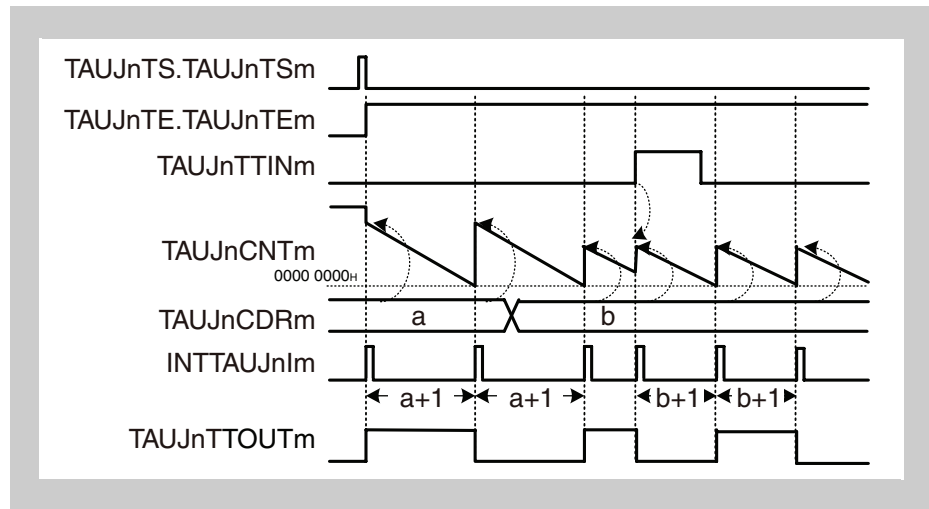 TAUJnTS.TAUJnTSm
TAUJnTE.TAUJnTEm
TAUJnTTINm
TAUJnCNTm
0000 0000H
TAUJnCDRm
a
b
INTTAUJnIm
a+1
a+1
b+1
b+1
TAUJnTTOUTm